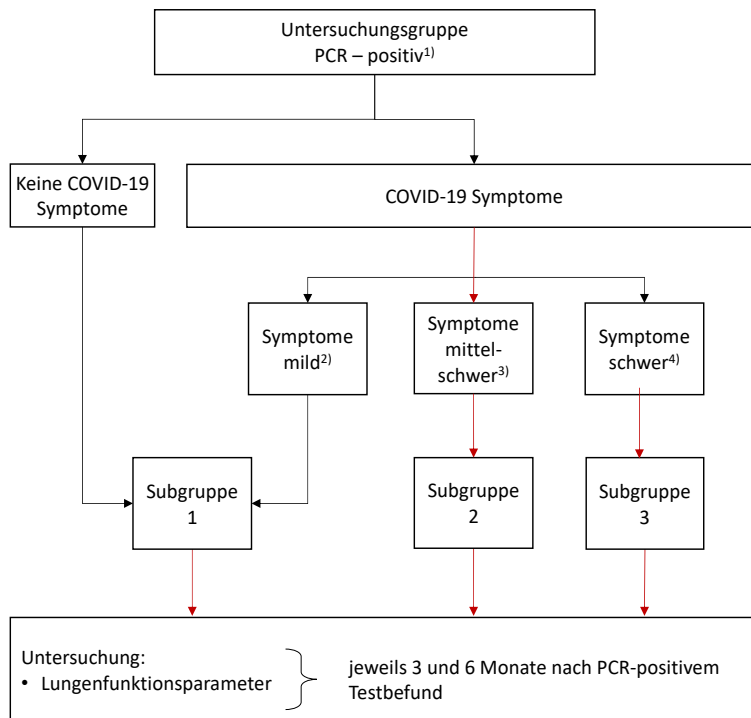 Untersuchungsgruppe
PCR – positiv1)
Keine COVID-19
Symptome
COVID-19 Symptome
Symptome
mild2)
Symptome
mittel-
schwer3)
Symptome
schwer4)
Subgruppe
1
Subgruppe
2
Subgruppe
3
Untersuchung:
• Lungenfunktionsparameter
jeweils 3 und 6 Monate nach PCR-positivem
Testbefund